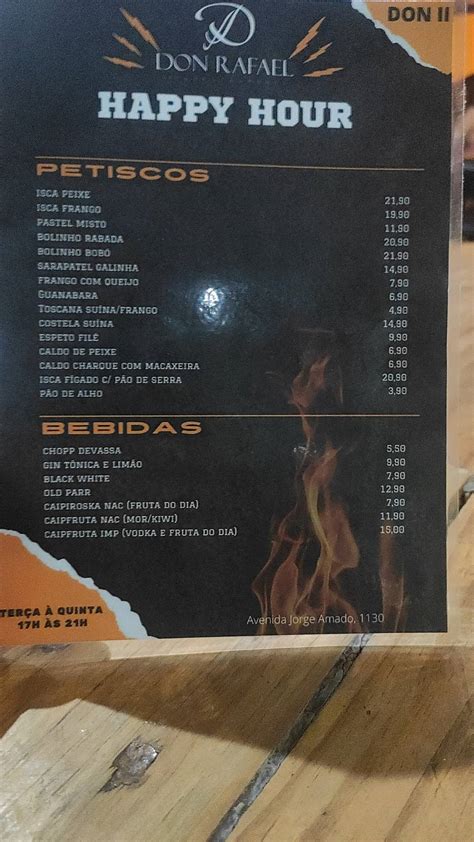 DON II
DON RAFAEL
HAPPY HOUR
PETISCOS
ISCA PEIXE 21,90
ISCA FRANGO 19,90
PASTEL MISTO 11,90
BOLINHO RABADA 20,90
BOLINHO BOBÓ 21,90
SARAPATEL GALINHA 14,90
FRANGO COM QUEIJO 7,90
GUANABARA 6,90
TOSCANA SUÍNA/FRANGO 4,90
COSTELA SUÍNA 14,90
ESPETO FILÉ 9,90
CALDO DE PEIXE 6,90
CALDO CHARQUE COM MACAXEIRA 6,90
ISCA FÍGADO C/ PÃO DE SERRA 20,90
PÃO DE ALHO 3,90
BEBIDAS
CHOPP DEVASSA 5,50
GIN TÔNICA E LIMÃO 9,90
BLACK WHITE 7,90
OLD PARR 12,90
CAIPIROSKA NAC (FRUTA DO DIA) 7,90
CAIPFRUTA NAC (MOR/KIWI) 11,90
CAIPFRUTA IMP (VODKA E FRUTA DO DIA) 15,00
TERÇA À QUINTA
17H ÀS 21H
Avenida Jorge Amado, 1130